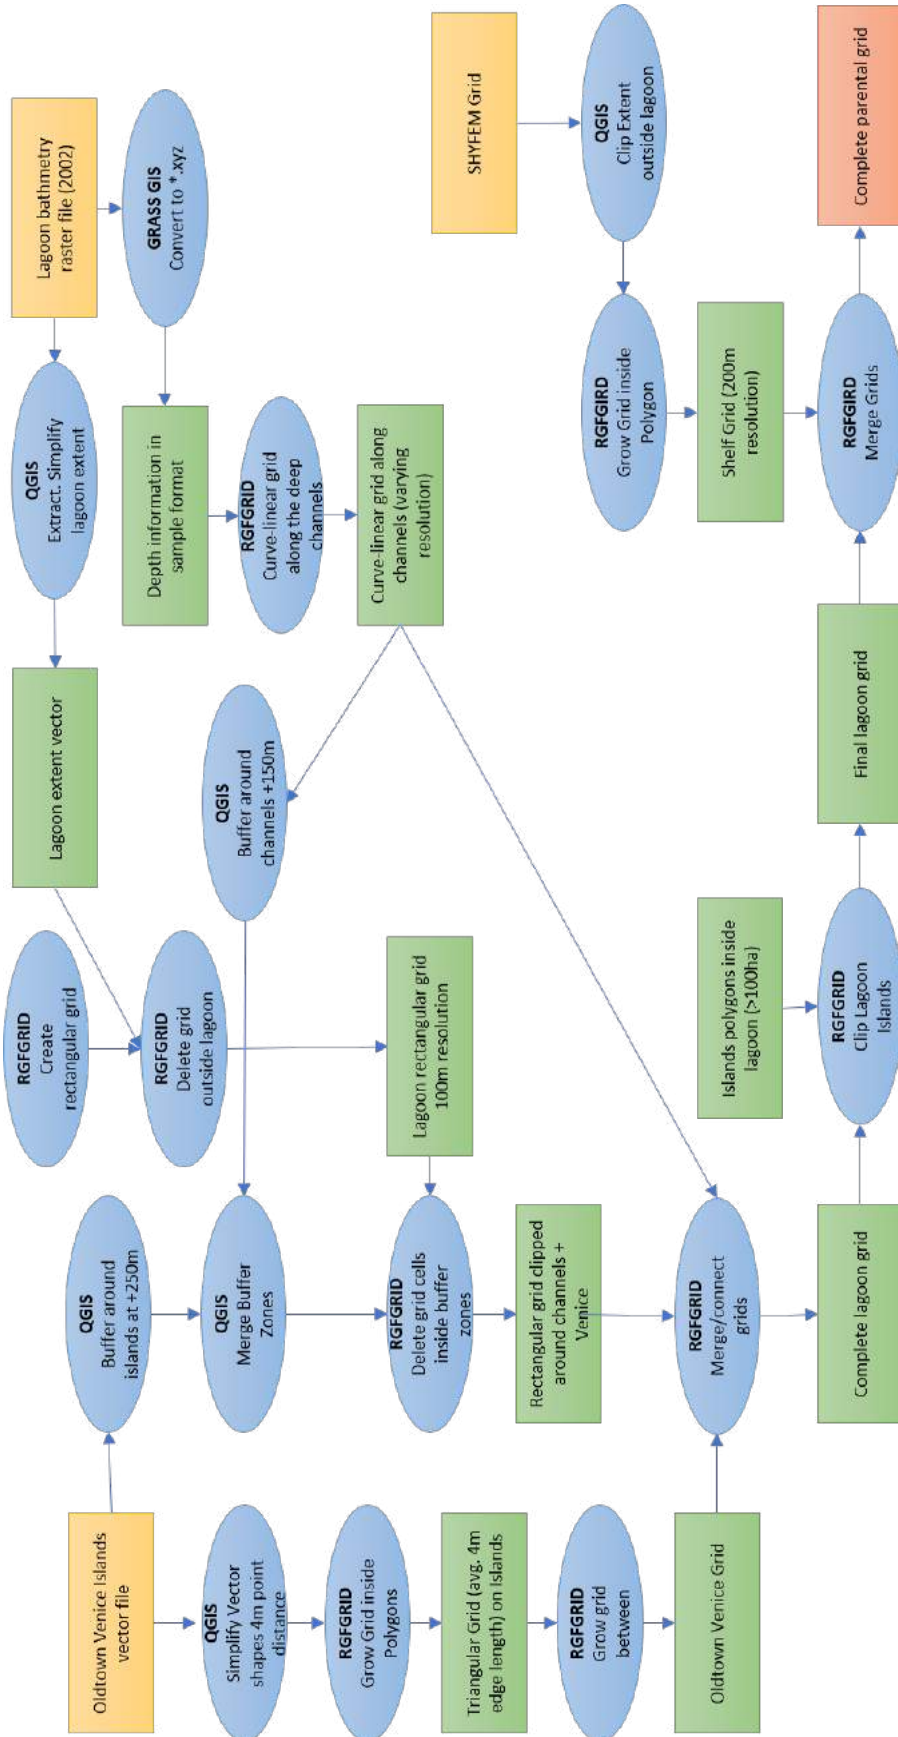 Oldtown Venice Islands
vector file
QGIS
Simplify Vector
shapes 4m point
distance
RGFGRID
Grow Grid inside
Polygons
Triangular Grid (avg. 4m
edge length) on Islands
RGFGRID
Grow grid
between
Oldtown Venice Grid
QGIS
Buffer around
islands at +250m
QGIS
Merge Buffer
Zones
RGFGRID
Delete grid cells
inside buffer
zones
Rectangular grid clipped
around channels +
Venice
RGFGRID
Merge/connect
grids
Complete lagoon grid
RGFGRID
Create
rectangular grid
RGFGRID
Delete grid
outside lagoon
Lagoon rectangular grid
100m resolution
Islands polygons inside
lagoon (>100ha)
RGFGRID
Clip Lagoon
Islands
Lagoon extent vector
QGIS
Buffer around
channels +150m
Final lagoon grid
QGIS
Extract. Simplify
lagoon extent
Depth information in
sample format
RGFGRID
Curve-linear grid
along the deep
channels
Curve-linear grid along
channels (varying
resolution)
RGFGIRD
Grow Grid inside
Polygon
Shelf Grid (200m
resolution)
RGFGIRD
Merge Grids
Lagoon bathmetry
raster file (2002)
GRASS GIS
Convert to *.xyz
SHYFEM Grid
QGIS
Clip Extent
outside lagoon
Complete parental grid